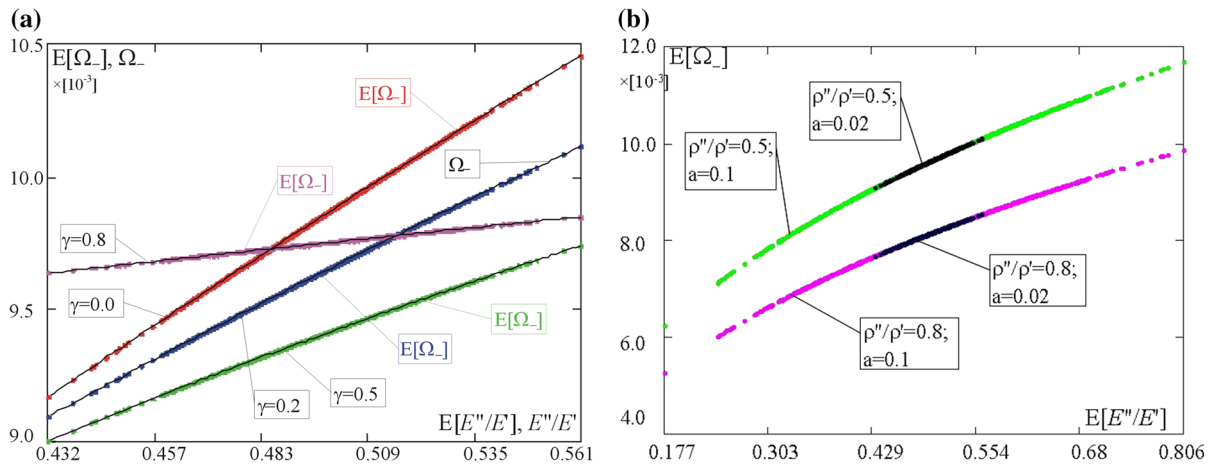 (a)
E[Ω₋], Ω₋
×[10⁻³]
10.5
10.0
9.5
9.0
E[Ω₋]
Ω₋
E[Ω₋]
γ=0.8
γ=0.0
E[Ω₋]
E[Ω₋]
γ=0.2
γ=0.5
E[E''/E'], E''/E'
0.432
0.457
0.483
0.509
0.535
0.561
(b)
E[Ω₋]
×[10⁻³]
12.0
10.0
8.0
6.0
4.0
ρ''/ρ'=0.5;
a=0.02
ρ''/ρ'=0.5;
a=0.1
ρ''/ρ'=0.8;
a=0.02
ρ''/ρ'=0.8;
a=0.1
E[E''/E']
0.177
0.303
0.429
0.554
0.68
0.806